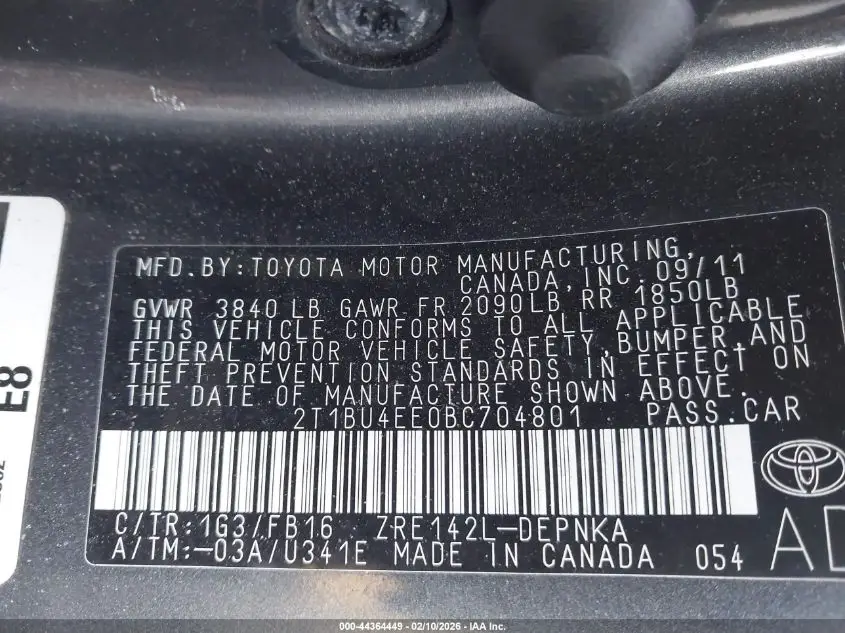 MFD.BY:TOYOTA MOTOR MANUFACTURING,
CANADA,INC.09/11
GVWR 3840 LB GAWR FR 2090LB RR 1850LB
THIS VEHICLE CONFORMS TO ALL APPLICABLE
FEDERAL MOTOR VEHICLE SAFETY,BUMPER,AND
THEFT PREVENTION STANDARDS IN EFFECT ON
THE DATE OF MANUFACTURE SHOWN ABOVE.
2T1BU4EE0BC704801 PASS.CAR
C/TR:1G3/FB16 ZRE142L-DEPNKA
A/TM:-03A/U341E MADE IN CANADA 054
AD
E8
000-44364449 — 02/10/2026 — IAA Inc.